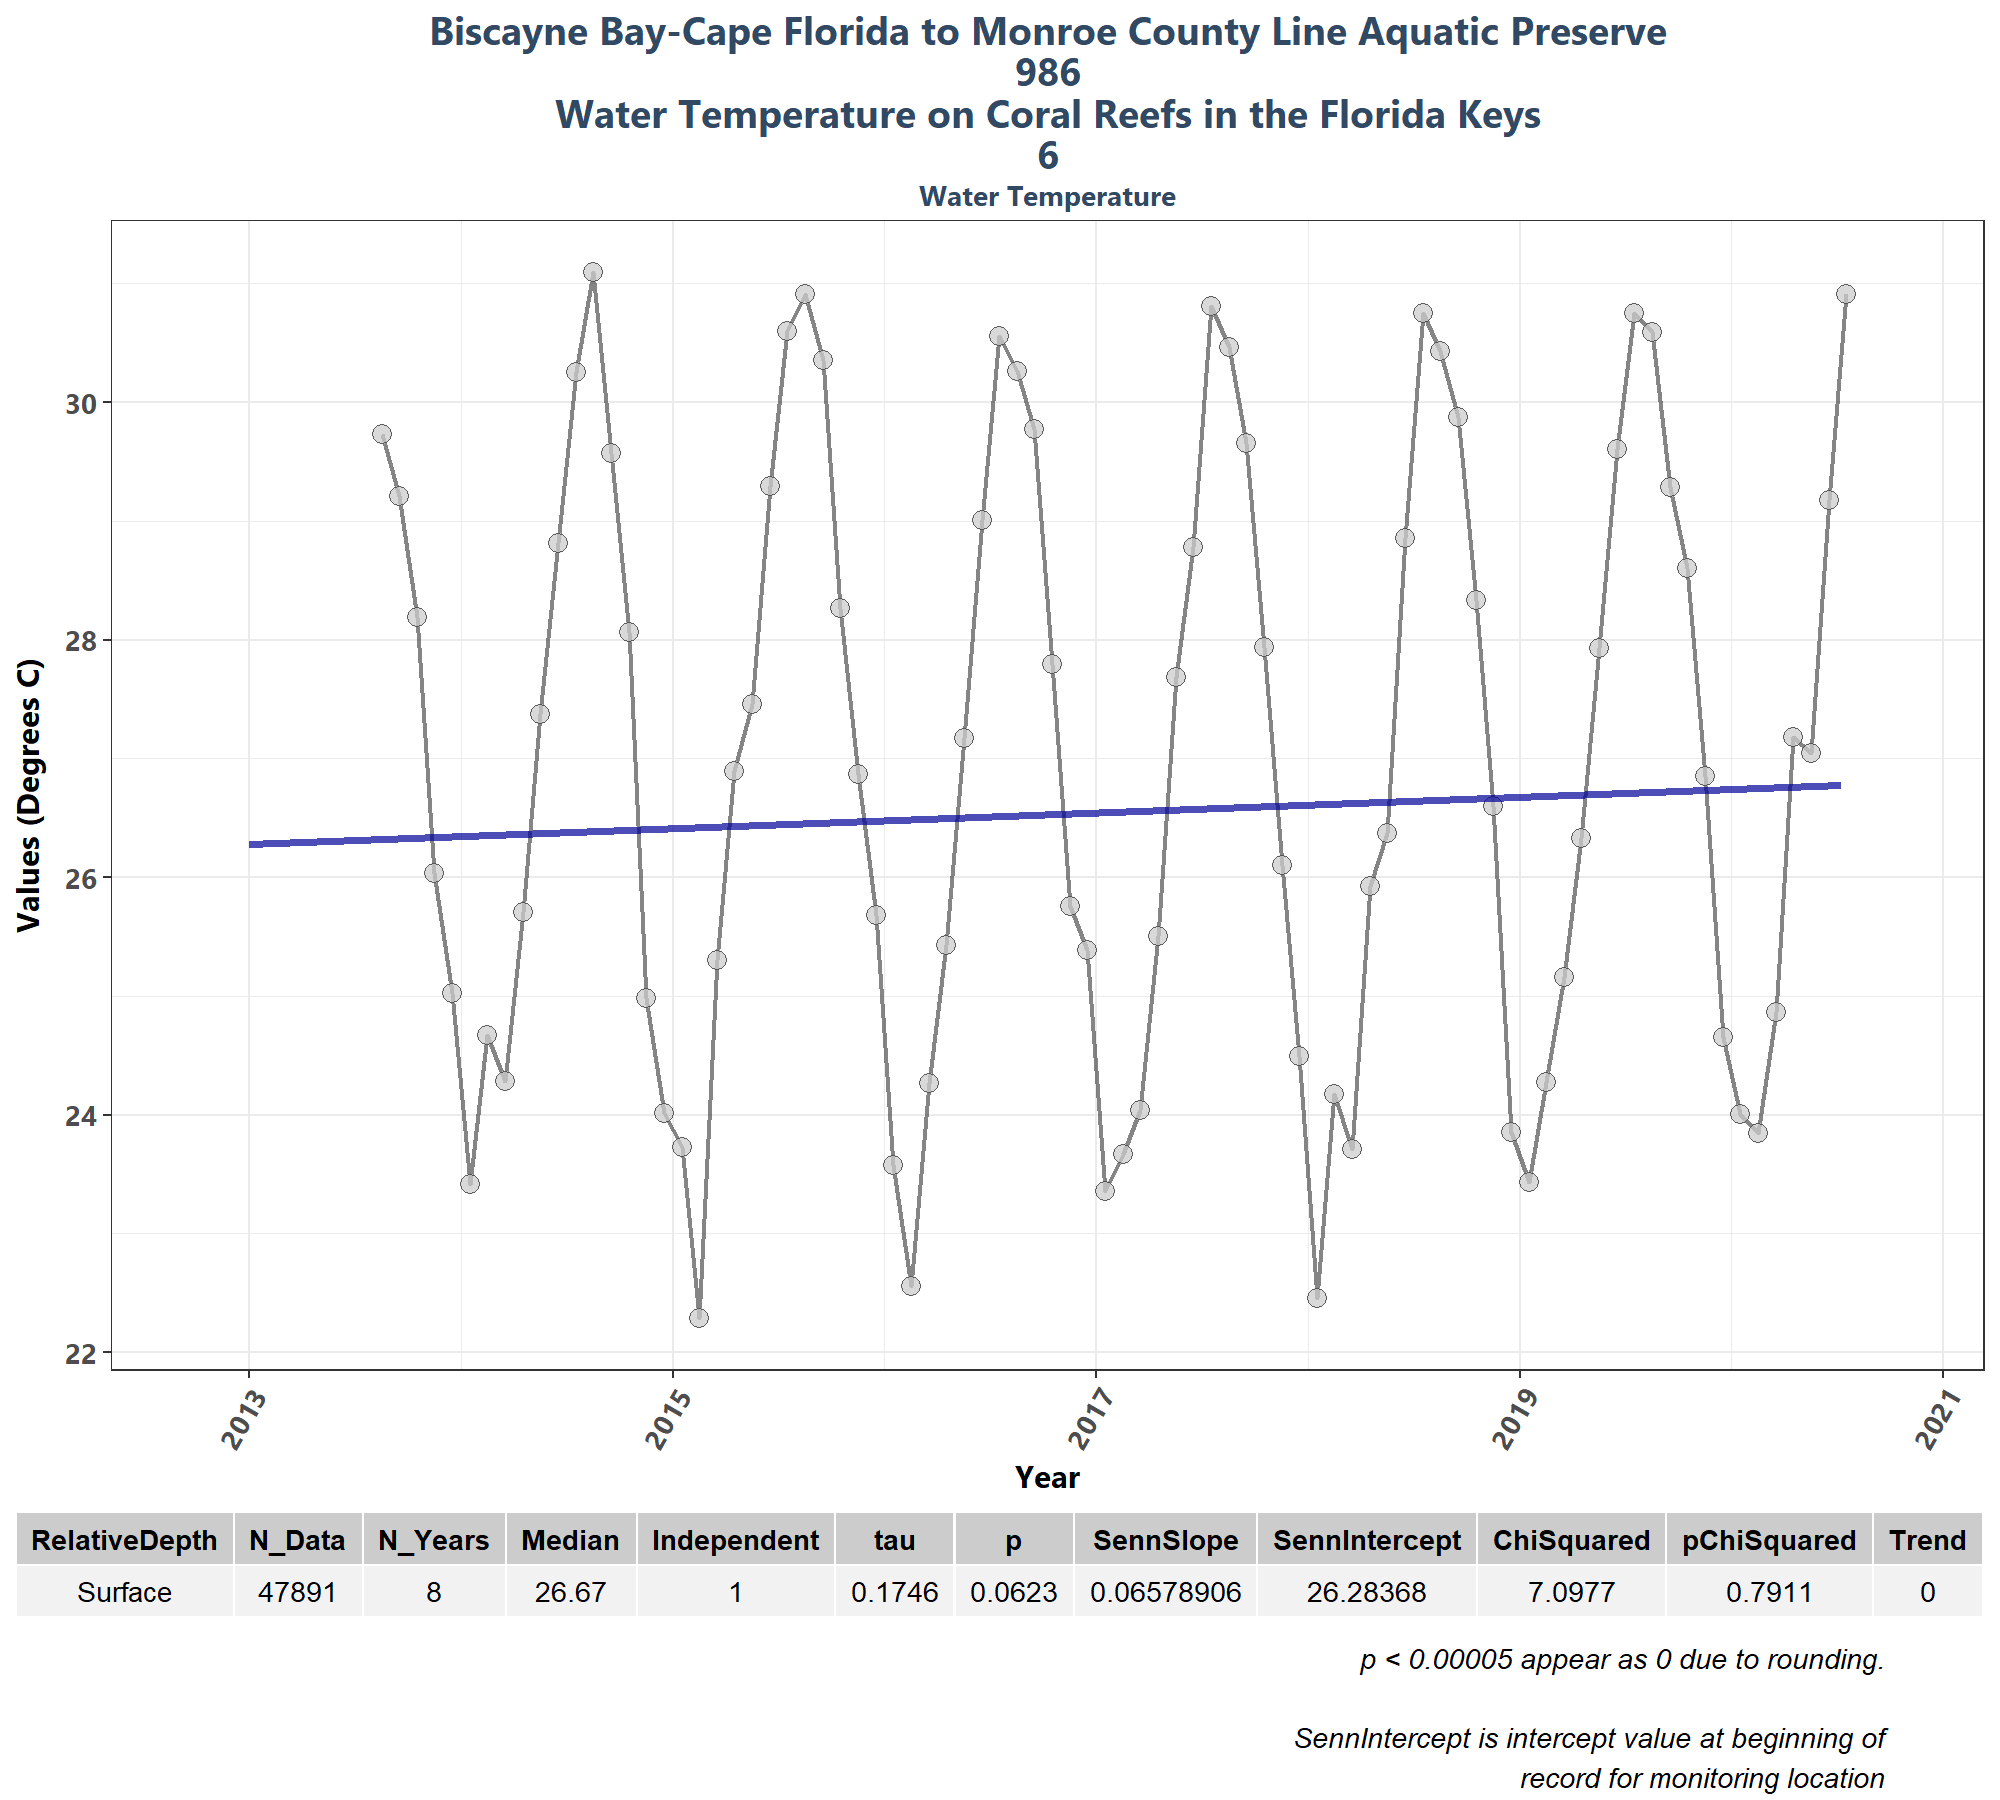 Biscayne Bay-Cape Florida to Monroe County Line Aquatic Preserve
986
Water Temperature on Coral Reefs in the Florida Keys
6
Water Temperature
Values (Degrees C)
30
28
26
24
22
2013
2015
2017
2019
2021
Year
RelativeDepth N_Data N_Years Median Independent tau p SennSlope SennIntercept ChiSquared pChiSquared Trend
Surface 47891 8 26.67 1 0.1746 0.0623 0.06578906 26.28368 7.0977 0.7911 0
p < 0.00005 appear as 0 due to rounding.
SennIntercept is intercept value at beginning of
record for monitoring location